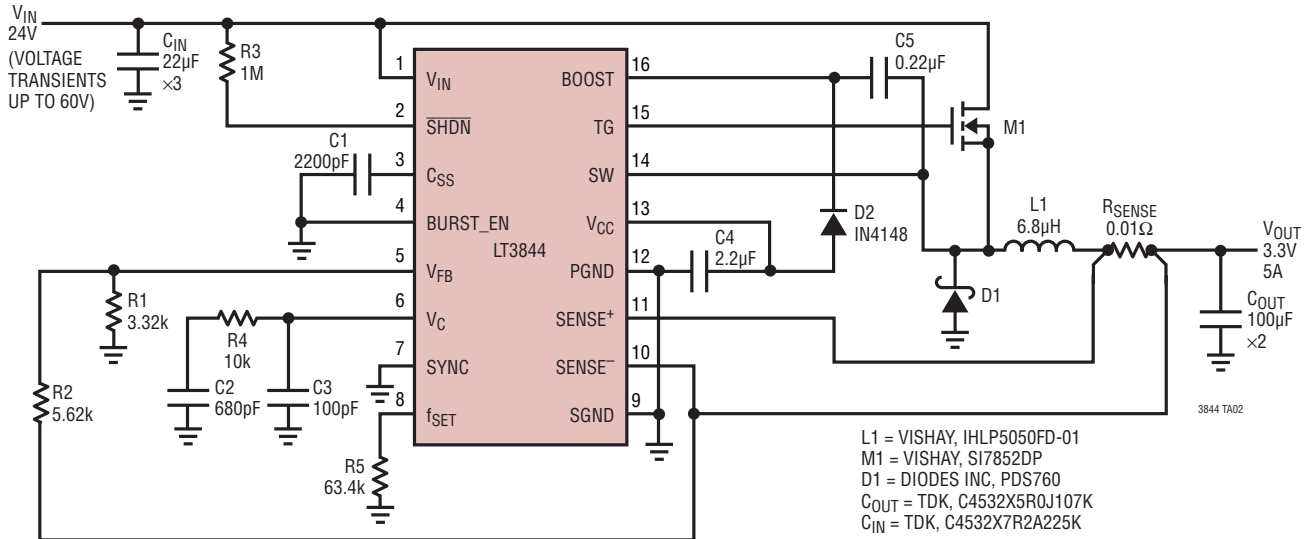 VIN
24V
(VOLTAGE
TRANSIENTS
UP TO 60V)
CIN
22µF
×3
R3
1M
C1
2200pF
1
VIN
2
SHDN
3
CSS
4
BURST_EN
5
VFB
6
VC
7
SYNC
8
fSET
LT3844
16
BOOST
15
TG
14
SW
13
VCC
12
PGND
11
SENSE+
10
SENSE–
9
SGND
C5
0.22µF
M1
D2
IN4148
C4
2.2µF
L1
6.8µH
RSENSE
0.01Ω
VOUT
3.3V
5A
D1
COUT
100µF
×2
R1
3.32k
R4
10k
R2
5.62k
C2
680pF
C3
100pF
R5
63.4k
3844 TA02
L1 = VISHAY, IHLP5050FD-01
M1 = VISHAY, SI7852DP
D1 = DIODES INC, PDS760
COUT = TDK, C4532X5R0J107K
CIN = TDK, C4532X7R2A225K